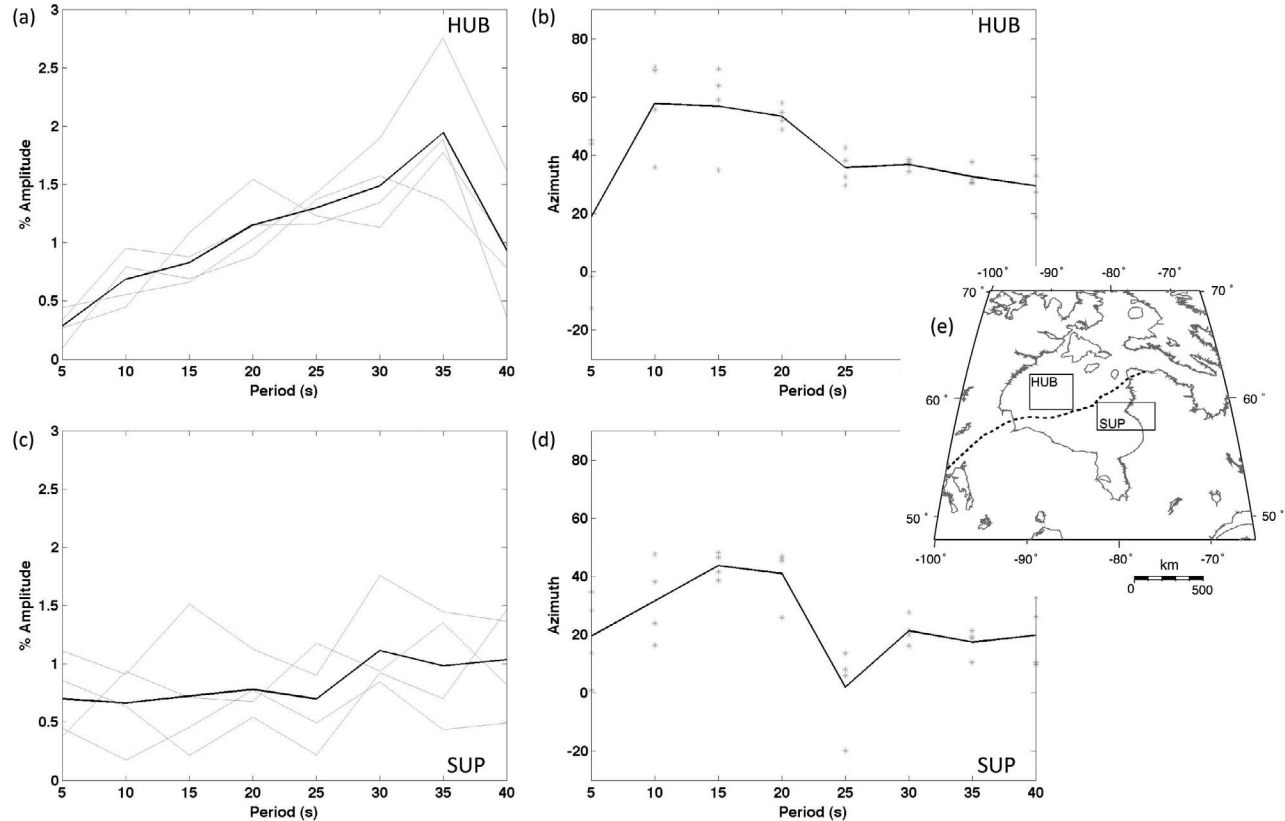 (a)
HUB
3
2.5
2
1.5
1
0.5
0
% Amplitude
5 10 15 20 25 30 35 40
Period (s)
(b)
HUB
80
60
40
20
0
-20
Azimuth
5 10 15 20 25 30 35 40
Period (s)
(c)
SUP
3
2.5
2
1.5
1
0.5
0
% Amplitude
5 10 15 20 25 30 35 40
Period (s)
(d)
SUP
80
60
40
20
0
-20
Azimuth
5 10 15 20 25 30 35 40
Period (s)
(e)
-100° -90° -80° -70°
70° 70°
HUB
60° 60°
SUP
50° 50°
-100° -90° -80° -70°
km
0 500